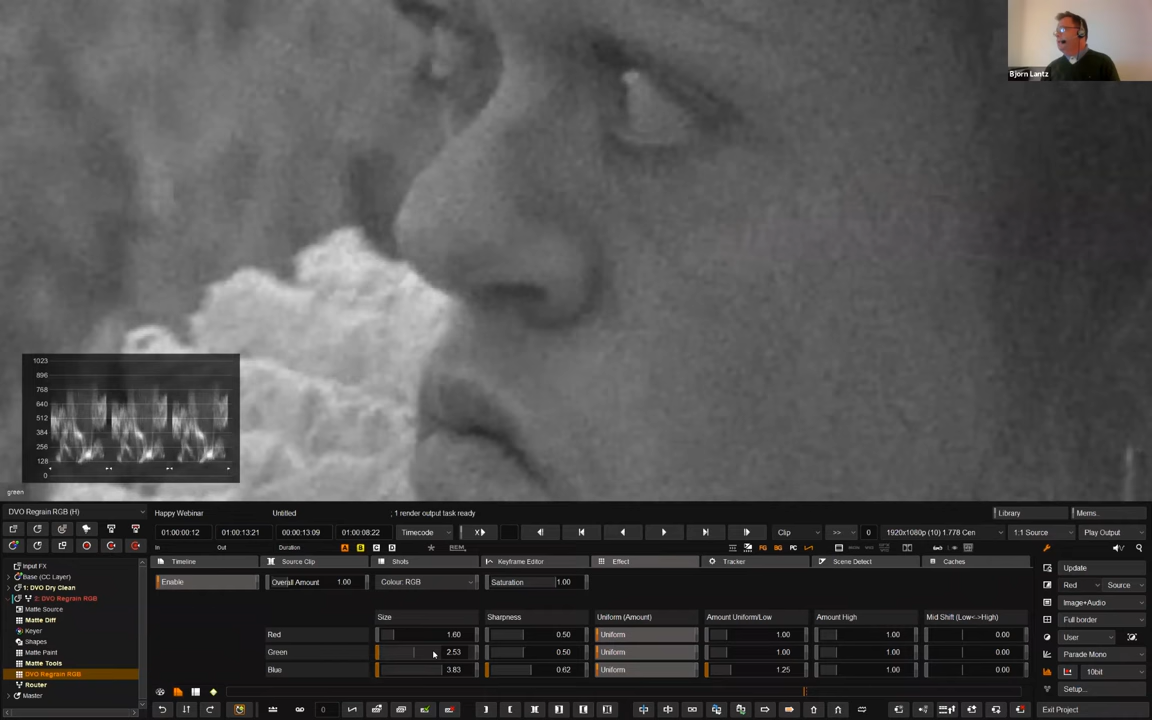 Bjorn Lantz
1023
896
768
640
512
384
256
128
0
green
DVO Regrain RGB (H)
Happy Webinar
Untitled
; 1 render output task ready
Library
Mems.
01:00:00:12
01:00:13:21
00:00:13:09
01:00:08:22
Timecode
X
Clip
>>
0
1920x1080p (10) 1.778 Cen
1:1 Source
Play Output
In
Out
Duration
A
B
C
D
REM
FG
BG
PC
Input FX
Base (CC Layer)
1: DVO Dry Clean
2: DVO Regrain RGB
Matte Source
Matte Diff
Keyer
Shapes
Matte Paint
Matte Tools
DVO Regrain RGB
Router
Master
Timeline
Source Clip
Shots
Keyframe Editor
Effect
Tracker
Scene Detect
Caches
Enable
Overall Amount 1.00
Colour: RGB
Saturation 1.00
Size
Sharpness
Uniform (Amount)
Amount Uniform/Low
Amount High
Mid Shift (Low<->High)
Red 1.60 0.50 Uniform 1.00 1.00 0.00
Green 2.53 0.50 Uniform 1.00 1.00 0.00
Blue 3.83 0.62 Uniform 1.25 1.00 0.00
Update
Red
Source
Image+Audio
Full border
User
Parade Mono
10bit
Setup...
0
Exit Project